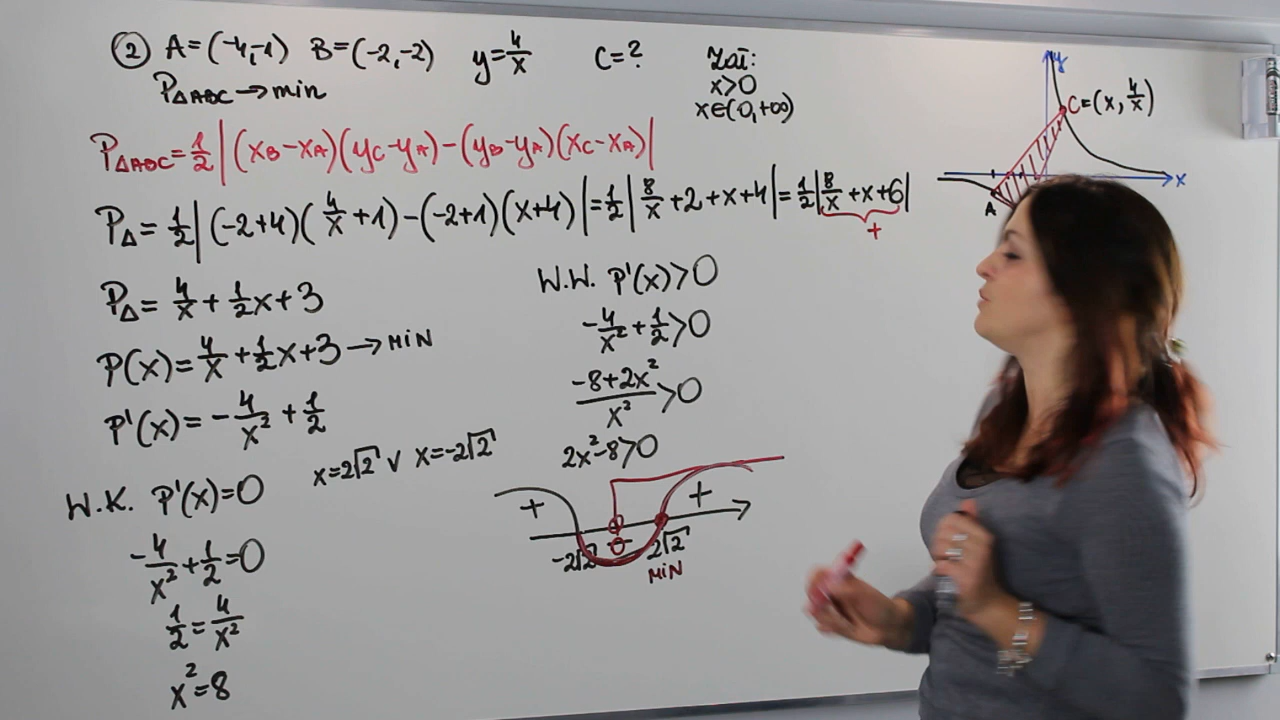 ② A=(-4,-1) B=(-2,-2) y=4/x C=?
P△ABC→min
Zał:
x>0
x∈(0,+∞)
P△ABC=1/2|(xB-xA)(yC-yA)-(yB-yA)(xC-xA)|
P△=1/2|(-2+4)(4/x+1)-(-2+1)(x+4)|=1/2|8/x+2+x+4|=1/2|8/x+x+6|
+
P△=4/x+1/2x+3
P(x)=4/x+1/2x+3→MIN
P'(x)=-4/x²+1/2
W.K. P'(x)=0
x=2√2 v x=-2√2
-4/x²+1/2=0
1/2=4/x²
x²=8
W.W. P'(x)>0
-4/x²+1/2>0
-8+2x²/x²>0
2x²-8>0
+ - +
-2√2 0 2√2
MIN
y
C=(x,4/x)
x
A